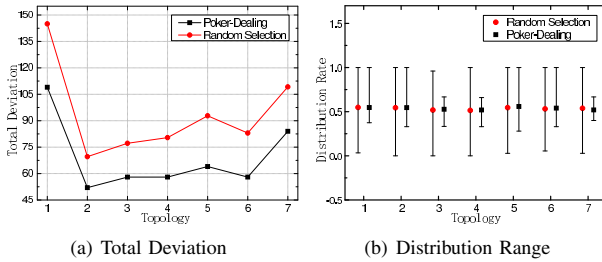 Poker-Dealing
Random Selection
150
135
120
105
90
75
60
45
Total Deviation
1 2 3 4 5 6 7
Topology
(a) Total Deviation
Random Selection
Poker-Dealing
1.5
1.0
0.5
0.0
-0.5
Distribution Rate
1 2 3 4 5 6 7
Topology
(b) Distribution Range